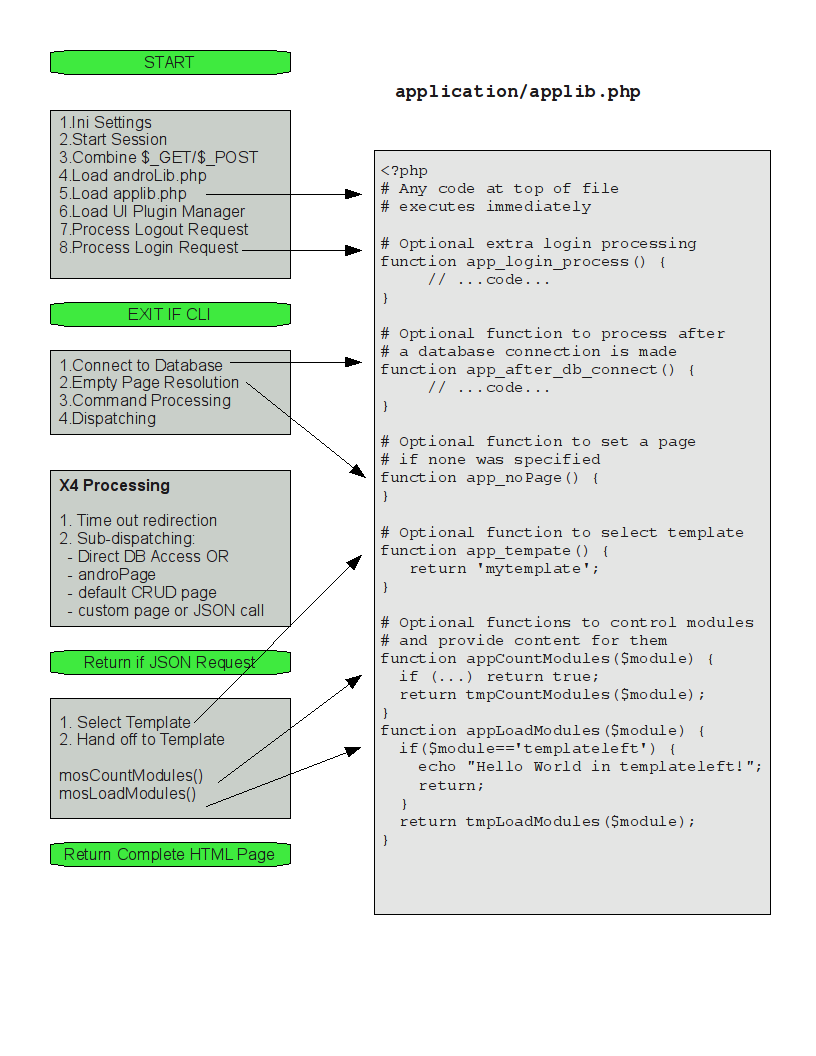 START
1.Ini Settings
2.Start Session
3.Combine $_GET/$_POST
4.Load androLib.php
5.Load applib.php
6.Load UI Plugin Manager
7.Process Logout Request
8.Process Login Request
EXIT IF CLI
1.Connect to Database
2.Empty Page Resolution
3.Command Processing
4.Dispatching
X4 Processing
1. Time out redirection
2. Sub-dispatching:
- Direct DB Access OR
- androPage
- default CRUD page
- custom page or JSON call
Return if JSON Request
1. Select Template
2. Hand off to Template
mosCountModules()
mosLoadModules()
Return Complete HTML Page
application/applib.php
<?php
# Any code at top of file
# executes immediately
# Optional extra login processing
function app_login_process() {
// ...code...
}
# Optional function to process after
# a database connection is made
function app_after_db_connect() {
// ...code...
}
# Optional function to set a page
# if none was specified
function app_noPage() {
}
# Optional function to select template
function app_tempate() {
return 'mytemplate';
}
# Optional functions to control modules
# and provide content for them
function appCountModules($module) {
if (...) return true;
return tmpCountModules($module);
}
function appLoadModules($module) {
if($module=='templateleft') {
echo "Hello World in templateleft!";
return;
}
return tmpLoadModules($module);
}